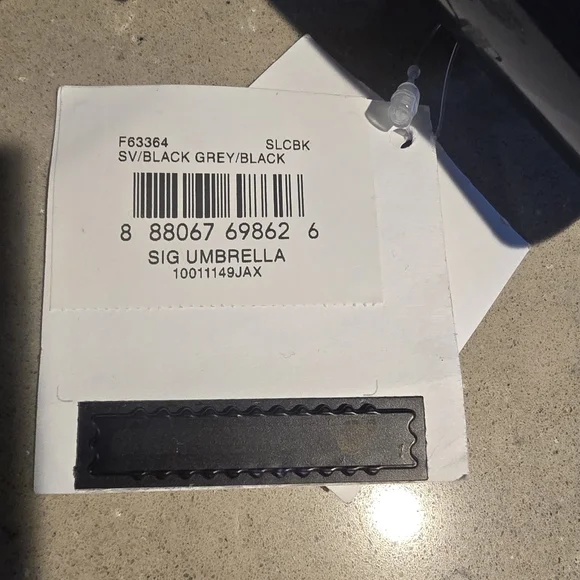 F63364 SLCBK
SV/BLACK GREY/BLACK
8 88067 69862 6
SIG UMBRELLA
10011149JAX